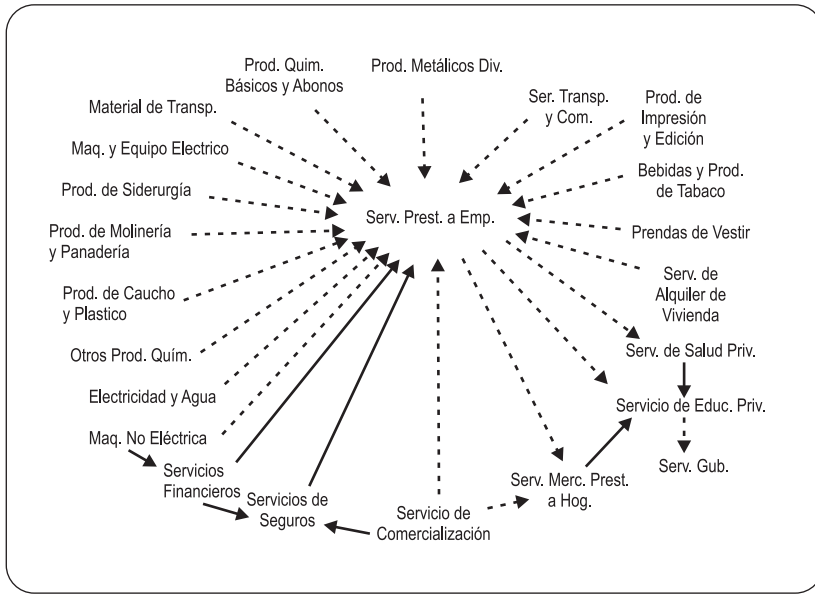 Prod. Quim.
Básicos y Abonos
Prod. Metálicos Div.
Material de Transp.
Ser. Transp.
y Com.
Prod. de
Impresión
y Edición
Maq. y Equipo Electrico
Bebidas y Prod.
de Tabaco
Prod. de Siderurgía
Serv. Prest. a Emp.
Prod. de Molinería
y Panadería
Prendas de Vestir
Prod. de Caucho
y Plastico
Serv. de
Alquiler de
Vivienda
Otros Prod. Quím.
Serv. de Salud Priv.
Electricidad y Agua
Servicio de Educ. Priv.
Maq. No Eléctrica
Serv. Gub.
Servicios
Financieros
Servicios de
Seguros
Servicio de
Comercialización
Serv. Merc. Prest.
a Hog.